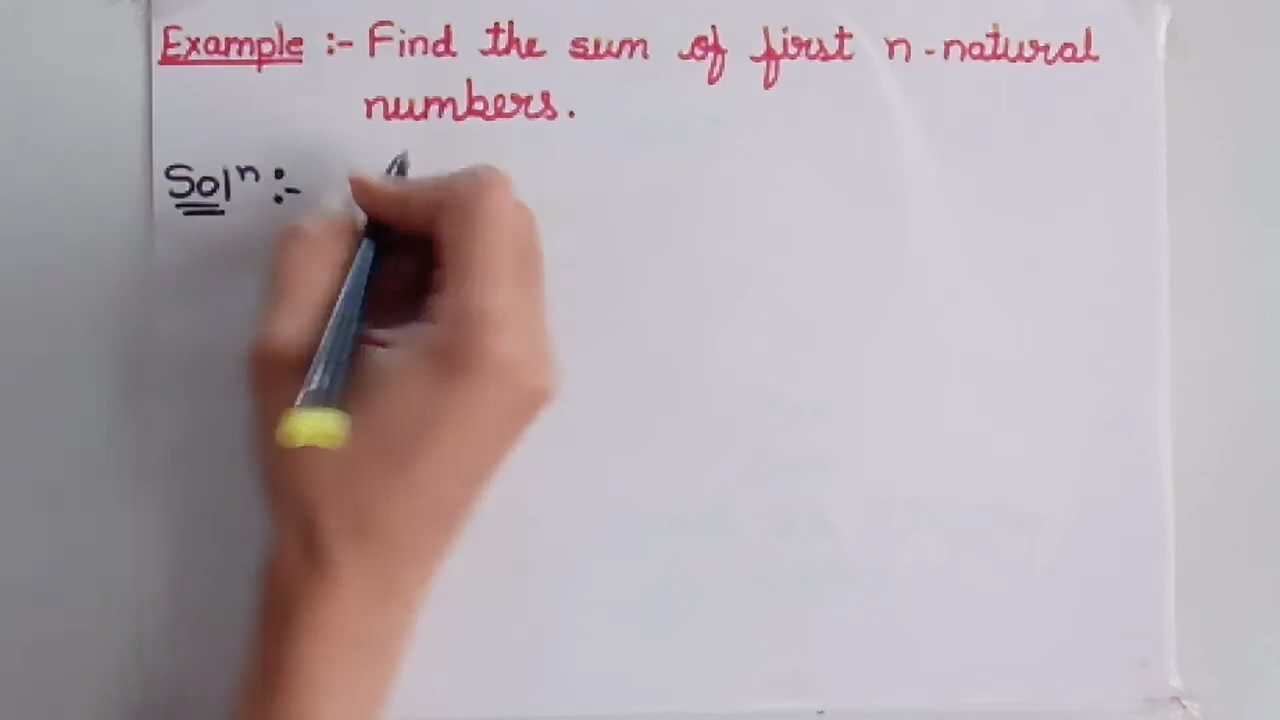 Example :- Find the sum of first n-natural
numbers.
Solⁿ :-